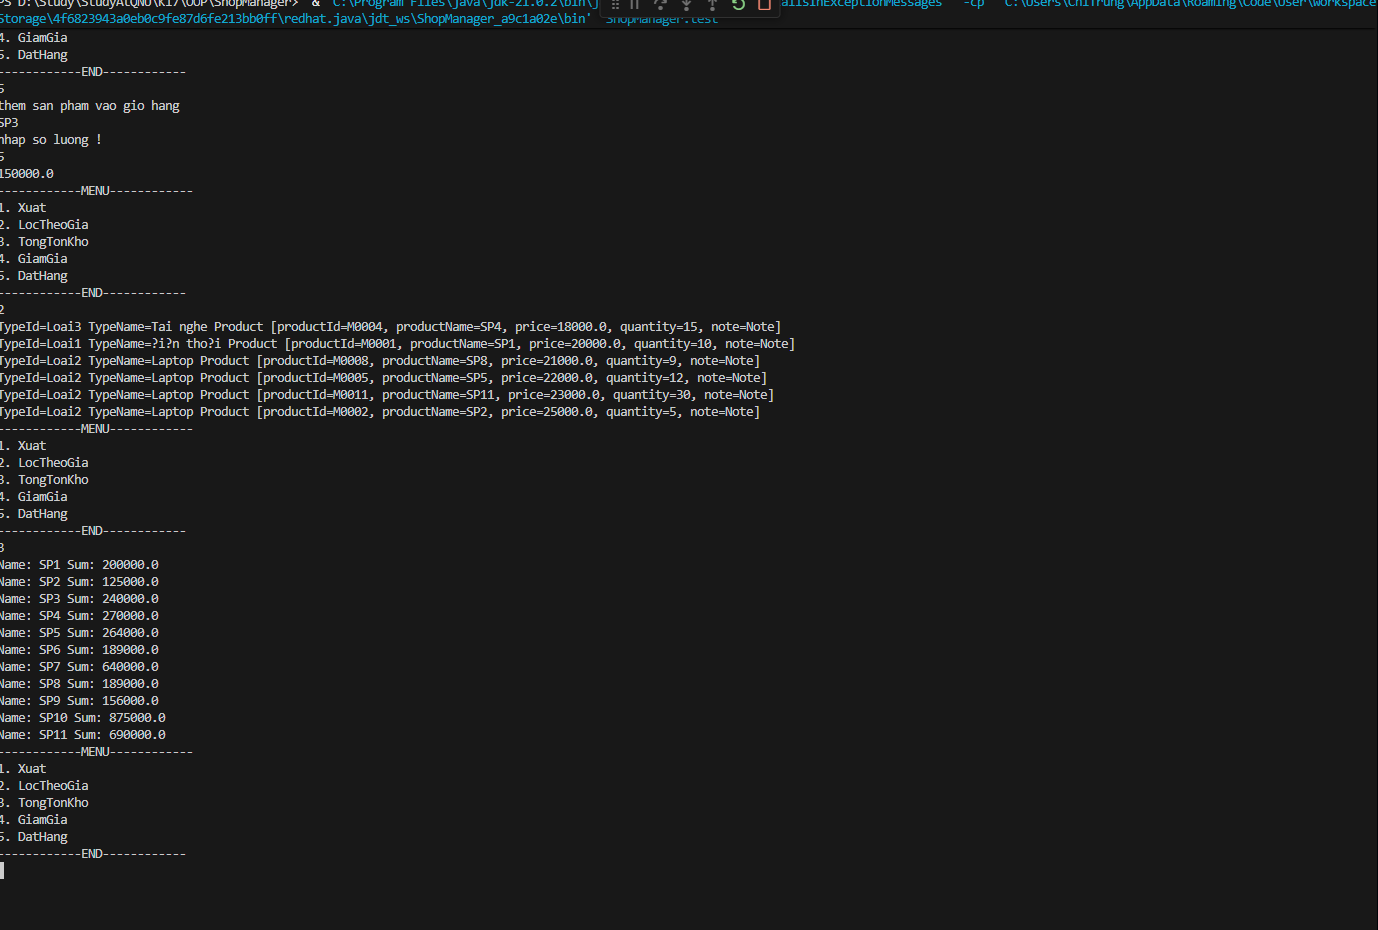 PS D:\Study\StudyAtQNU\Ki7\OOP\ShopManager> & 'C:\Program Files\java\jdk-21.0.2\bin\j ailsInExceptionMessages' '-cp' 'C:\Users\ChiTrung\AppData\Roaming\Code\User\workspace
Storage\4f6823943a0eb0c9fe87d6fe213bb0ff\redhat.java\jdt_ws\ShopManager_a9c1a02e\bin' 'ShopManager.test'
4. GiamGia
5. DatHang
------------END------------
5
them san pham vao gio hang
SP3
nhap so luong !
5
150000.0
------------MENU------------
1. Xuat
2. LocTheoGia
3. TongTonKho
4. GiamGia
5. DatHang
------------END------------
2
TypeId=Loai3 TypeName=Tai nghe Product [productId=M0004, productName=SP4, price=18000.0, quantity=15, note=Note]
TypeId=Loai1 TypeName=?i?n tho?i Product [productId=M0001, productName=SP1, price=20000.0, quantity=10, note=Note]
TypeId=Loai2 TypeName=Laptop Product [productId=M0008, productName=SP8, price=21000.0, quantity=9, note=Note]
TypeId=Loai2 TypeName=Laptop Product [productId=M0005, productName=SP5, price=22000.0, quantity=12, note=Note]
TypeId=Loai2 TypeName=Laptop Product [productId=M0011, productName=SP11, price=23000.0, quantity=30, note=Note]
TypeId=Loai2 TypeName=Laptop Product [productId=M0002, productName=SP2, price=25000.0, quantity=5, note=Note]
------------MENU------------
1. Xuat
2. LocTheoGia
3. TongTonKho
4. GiamGia
5. DatHang
------------END------------
3
Name: SP1 Sum: 200000.0
Name: SP2 Sum: 125000.0
Name: SP3 Sum: 240000.0
Name: SP4 Sum: 270000.0
Name: SP5 Sum: 264000.0
Name: SP6 Sum: 189000.0
Name: SP7 Sum: 640000.0
Name: SP8 Sum: 189000.0
Name: SP9 Sum: 156000.0
Name: SP10 Sum: 875000.0
Name: SP11 Sum: 690000.0
------------MENU------------
1. Xuat
2. LocTheoGia
3. TongTonKho
4. GiamGia
5. DatHang
------------END------------